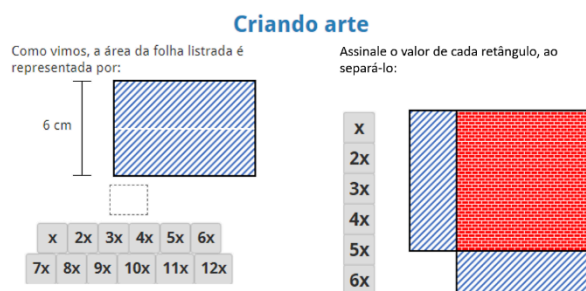 Criando arte
Como vimos, a área da folha listrada é
representada por:
6 cm
x 2x 3x 4x 5x 6x
7x 8x 9x 10x 11x 12x
Assinale o valor de cada retângulo, ao
separá-lo:
x
2x
3x
4x
5x
6x